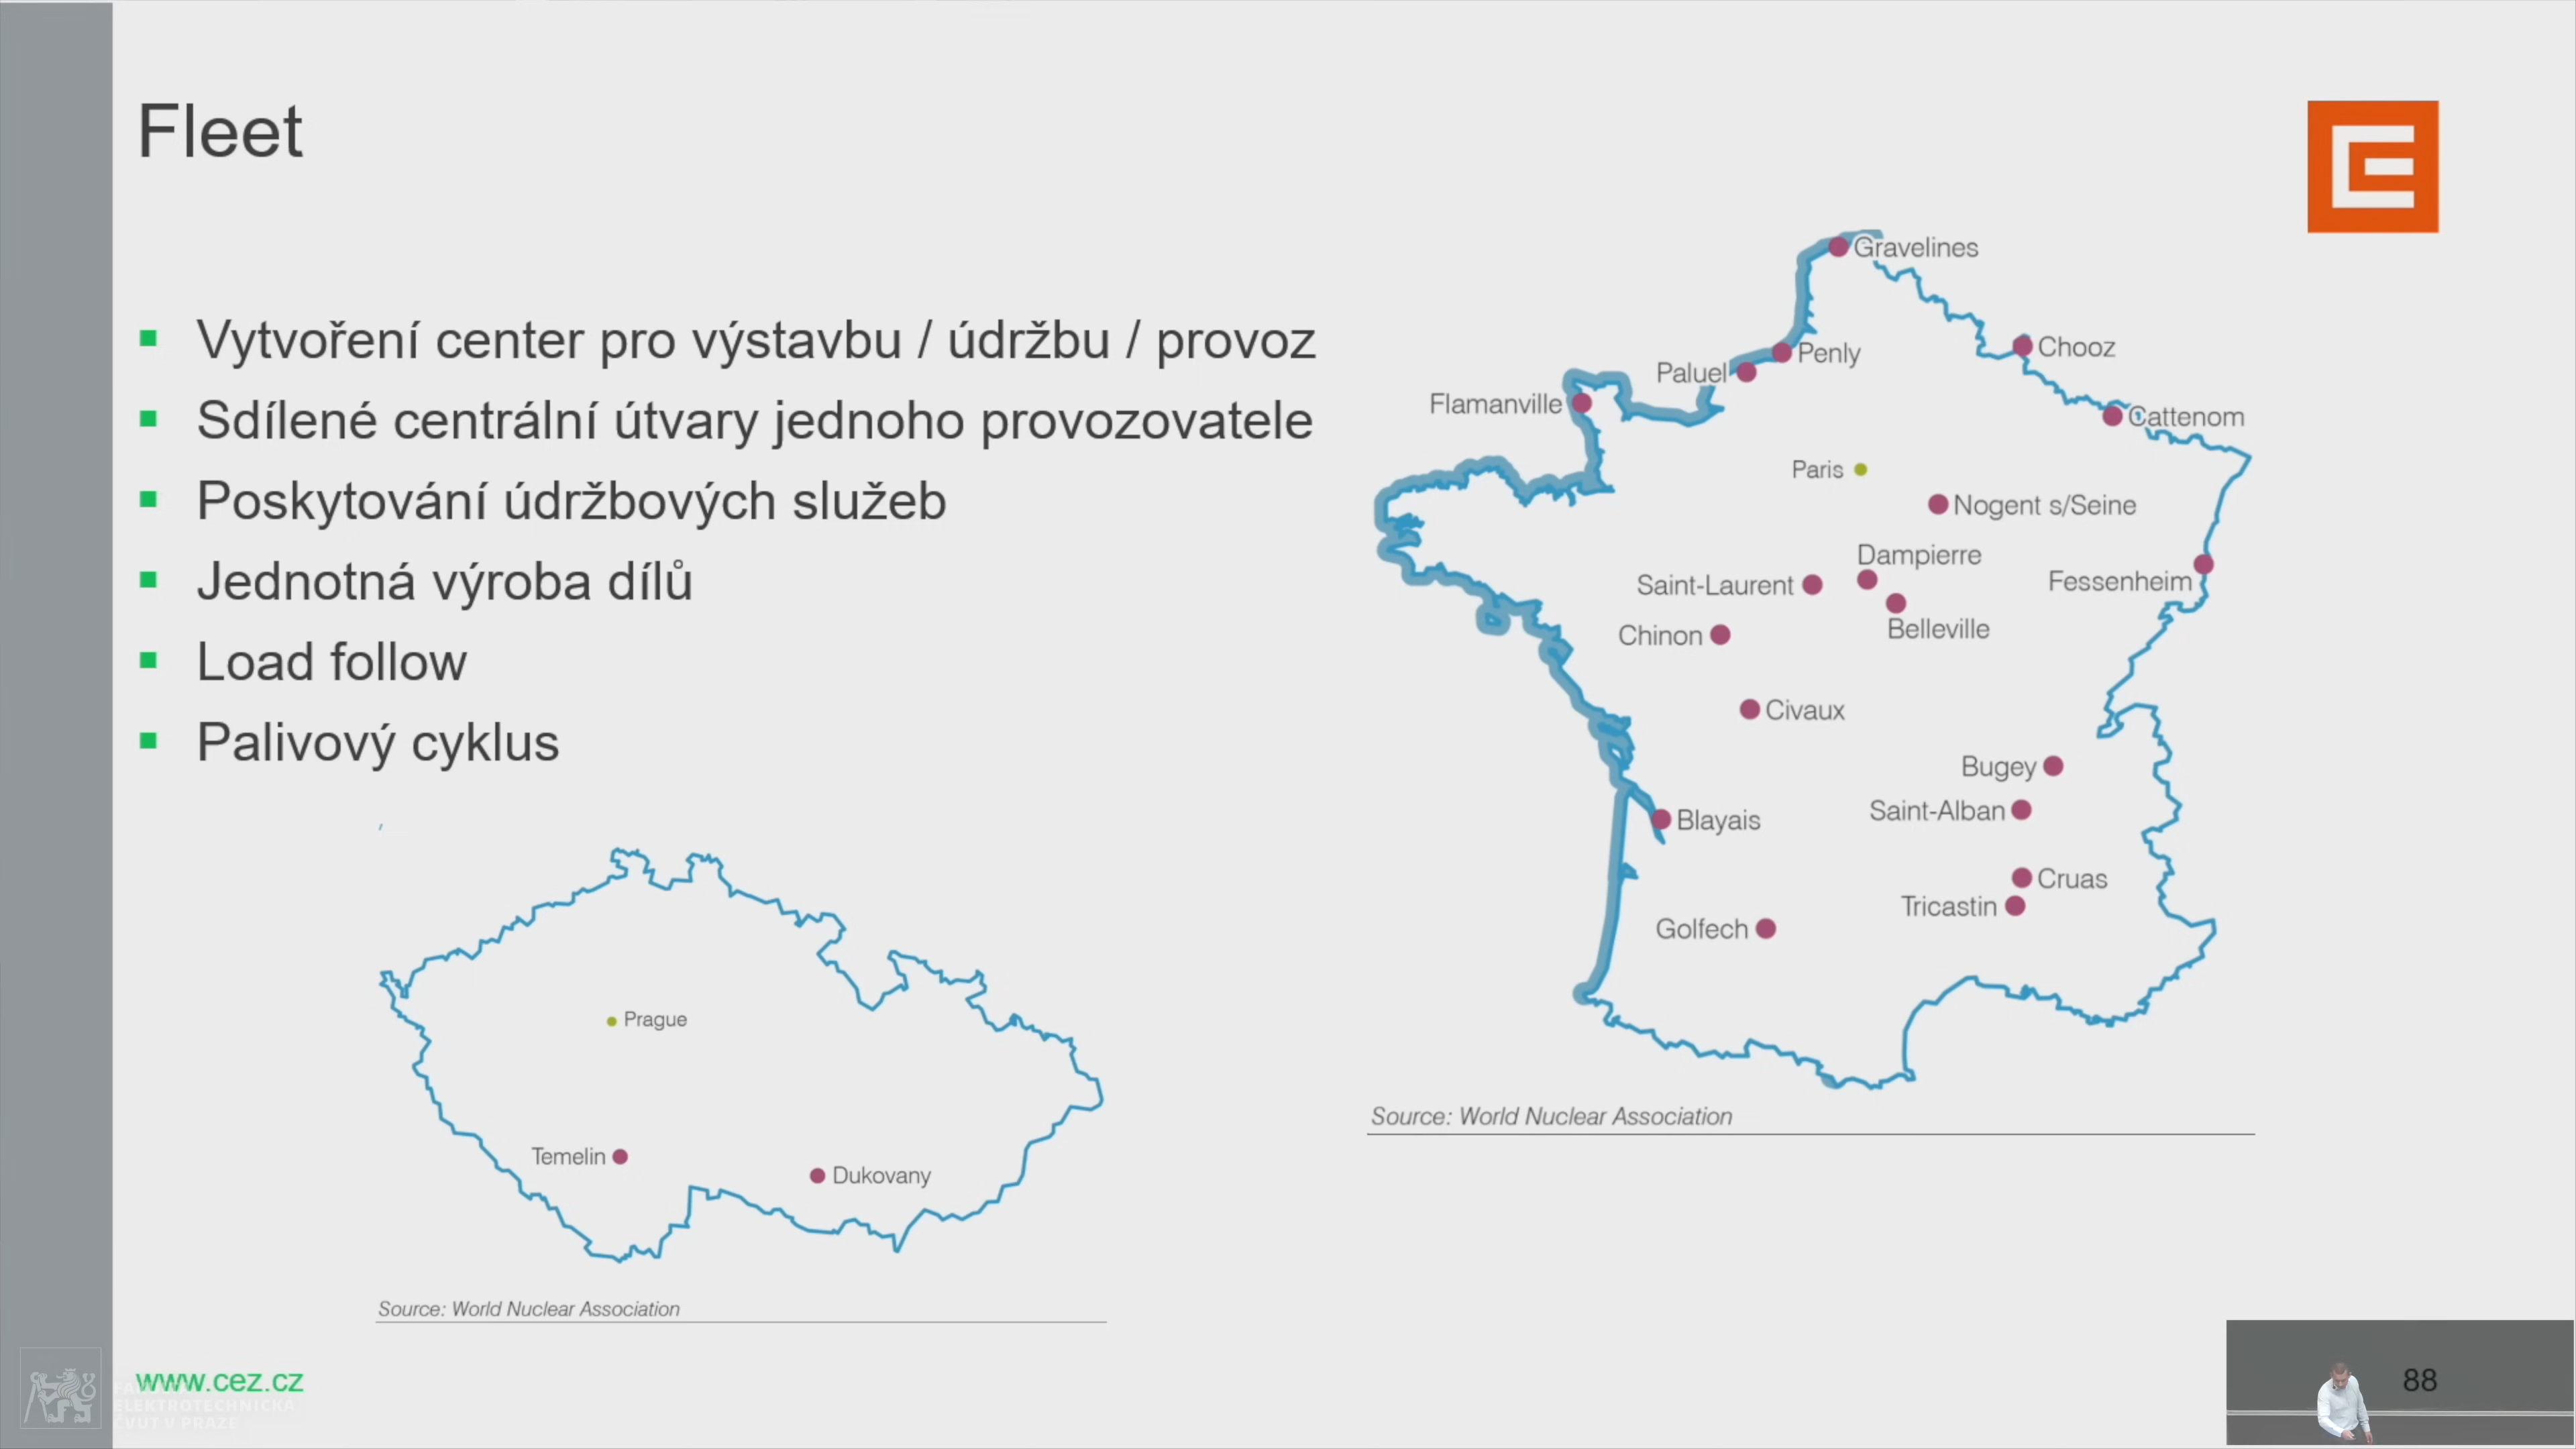 Fleet
Vytvoření center pro výstavbu / údržbu / provoz
Sdílené centrální útvary jednoho provozovatele
Poskytování údržbových služeb
Jednotná výroba dílů
Load follow
Palivový cyklus
Prague
Temelin
Dukovany
Source: World Nuclear Association
Gravelines
Chooz
Penly
Paluel
Flamanville
Cattenom
Paris
Nogent s/Seine
Dampierre
Fessenheim
Saint-Laurent
Belleville
Chinon
Civaux
Bugey
Saint-Alban
Blayais
Cruas
Tricastin
Golfech
Source: World Nuclear Association
www.cez.cz
ELEKTROTECHNICKÁ
ČVUT V PRAZE
88